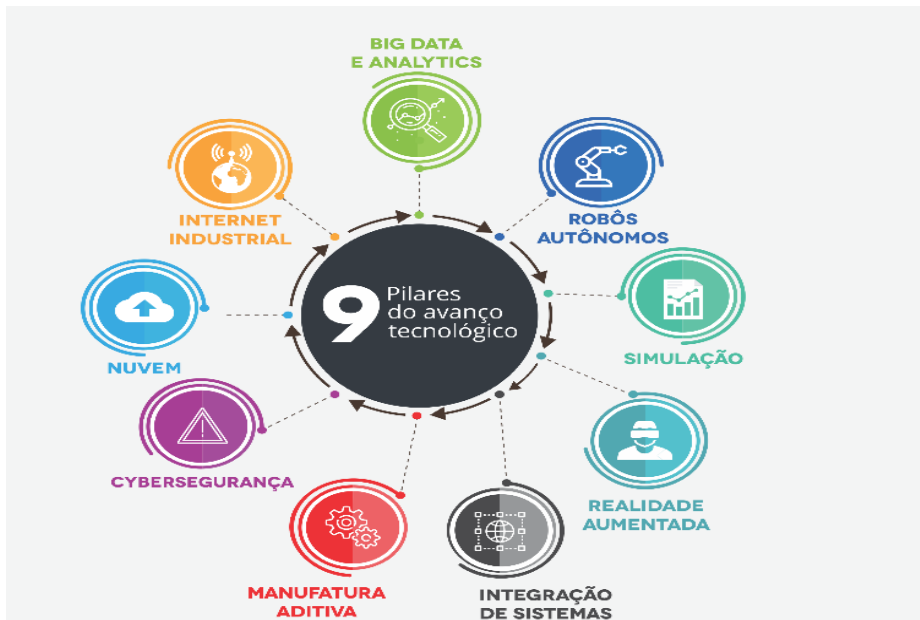 BIG DATA
E ANALYTICS
ROBÔS
AUTÔNOMOS
SIMULAÇÃO
REALIDADE
AUMENTADA
INTEGRAÇÃO
DE SISTEMAS
MANUFATURA
ADITIVA
CYBERSEGURANÇA
NUVEM
INTERNET
INDUSTRIAL
9 Pilares
do avanço
tecnológico